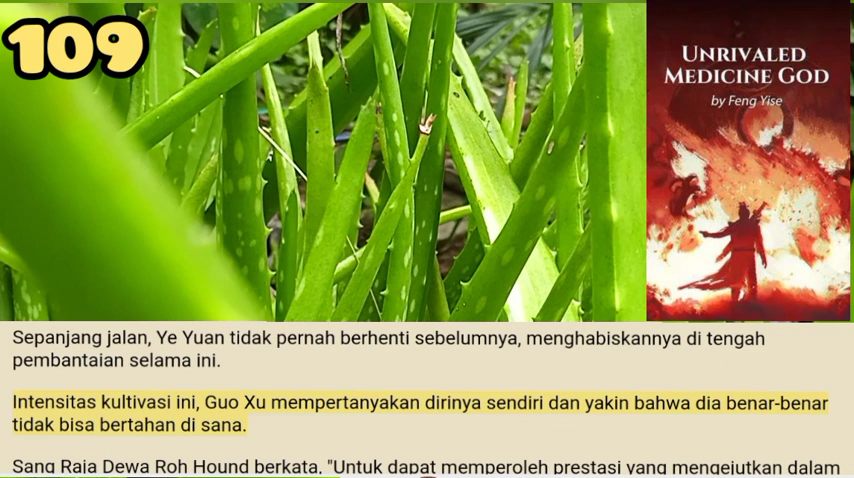 109
UNRIVALED
MEDICINE GOD
by Feng Yise
Sepanjang jalan, Ye Yuan tidak pernah berhenti sebelumnya, menghabiskannya di tengah
pembantaian selama ini.
Intensitas kultivasi ini, Guo Xu mempertanyakan dirinya sendiri dan yakin bahwa dia benar-benar
tidak bisa bertahan di sana.
Sang Raja Dewa Roh Hound berkata, "Untuk dapat memperoleh prestasi yang mengejutkan dalam